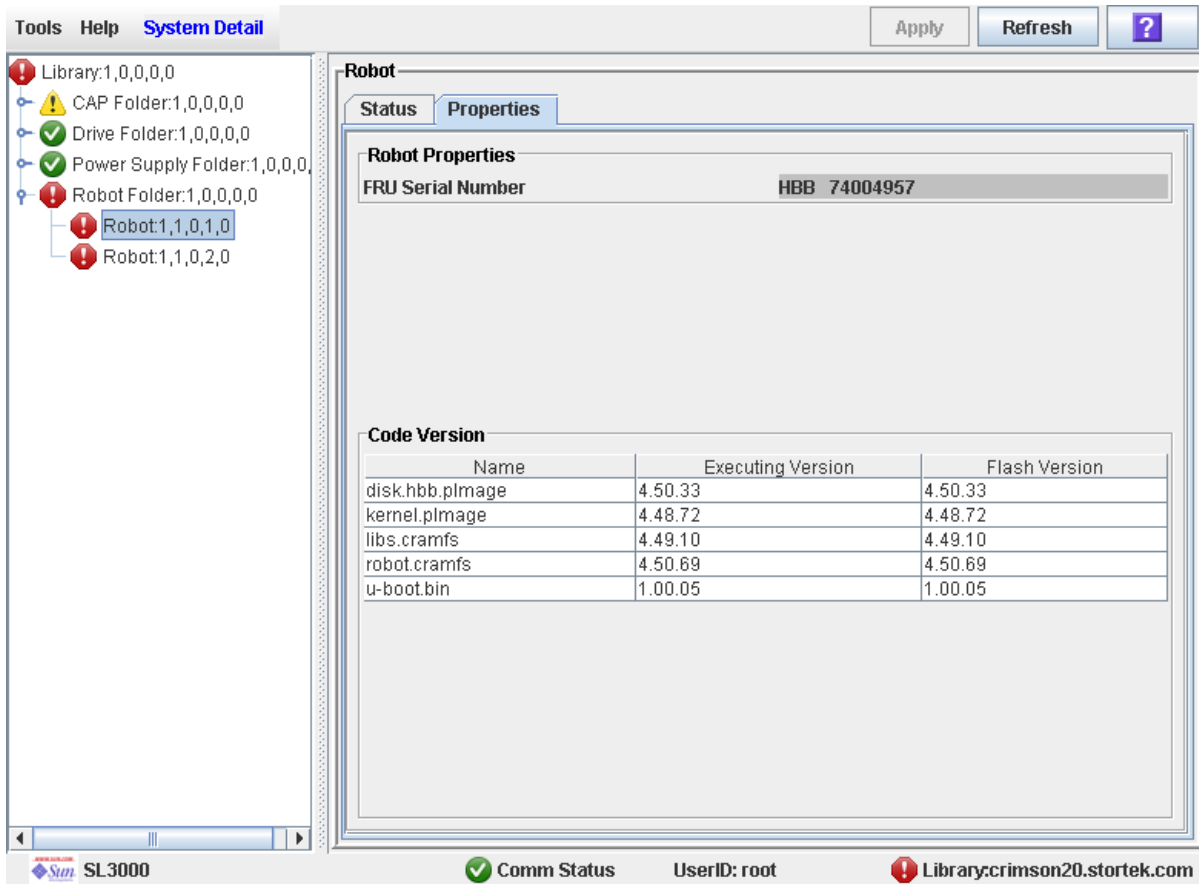 Tools Help System Detail Apply Refresh ?
Library:1,0,0,0,0
CAP Folder:1,0,0,0,0
Drive Folder:1,0,0,0,0
Power Supply Folder:1,0,0,0,
Robot Folder:1,0,0,0,0
Robot:1,1,0,1,0
Robot:1,1,0,2,0
Robot
Status Properties
Robot Properties
FRU Serial Number HBB 74004957
Code Version
Name Executing Version Flash Version
disk.hbb.pImage 4.50.33 4.50.33
kernel.pImage 4.48.72 4.48.72
libs.cramfs 4.49.10 4.49.10
robot.cramfs 4.50.69 4.50.69
u-boot.bin 1.00.05 1.00.05
Sun SL3000 Comm Status UserID: root Library:crimson20.stortek.com